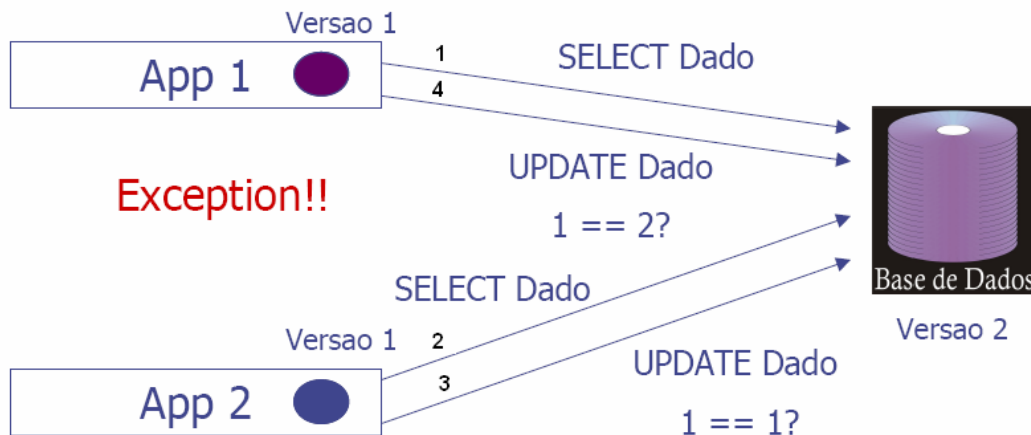 Versao 1
App 1
1
SELECT Dado
4
UPDATE Dado
1 == 2?
Exception!!
Base de Dados
Versao 2
SELECT Dado
Versao 1
2
App 2
3
UPDATE Dado
1 == 1?